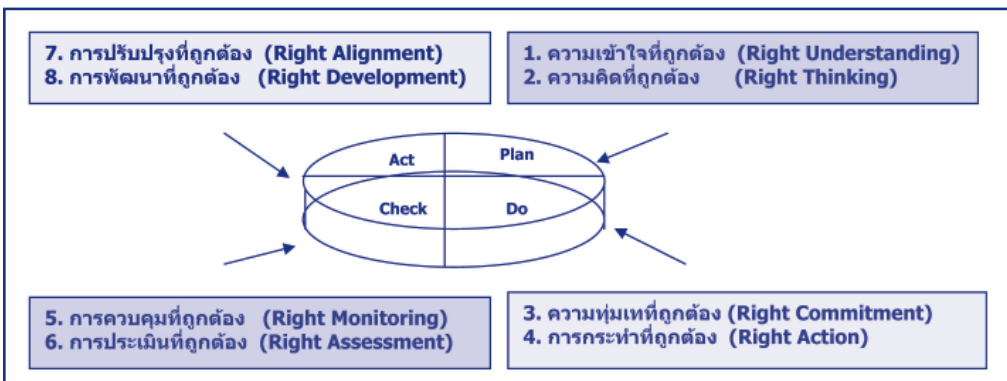 7. การปรับปรุงที่ถูกต้อง (Right Alignment)
8. การพัฒนาที่ถูกต้อง (Right Development)
1. ความเข้าใจที่ถูกต้อง (Right Understanding)
2. ความคิดที่ถูกต้อง (Right Thinking)
Act
Plan
Check
Do
5. การควบคุมที่ถูกต้อง (Right Monitoring)
6. การประเมินที่ถูกต้อง (Right Assessment)
3. ความทุ่มเทที่ถูกต้อง (Right Commitment)
4. การกระทำที่ถูกต้อง (Right Action)